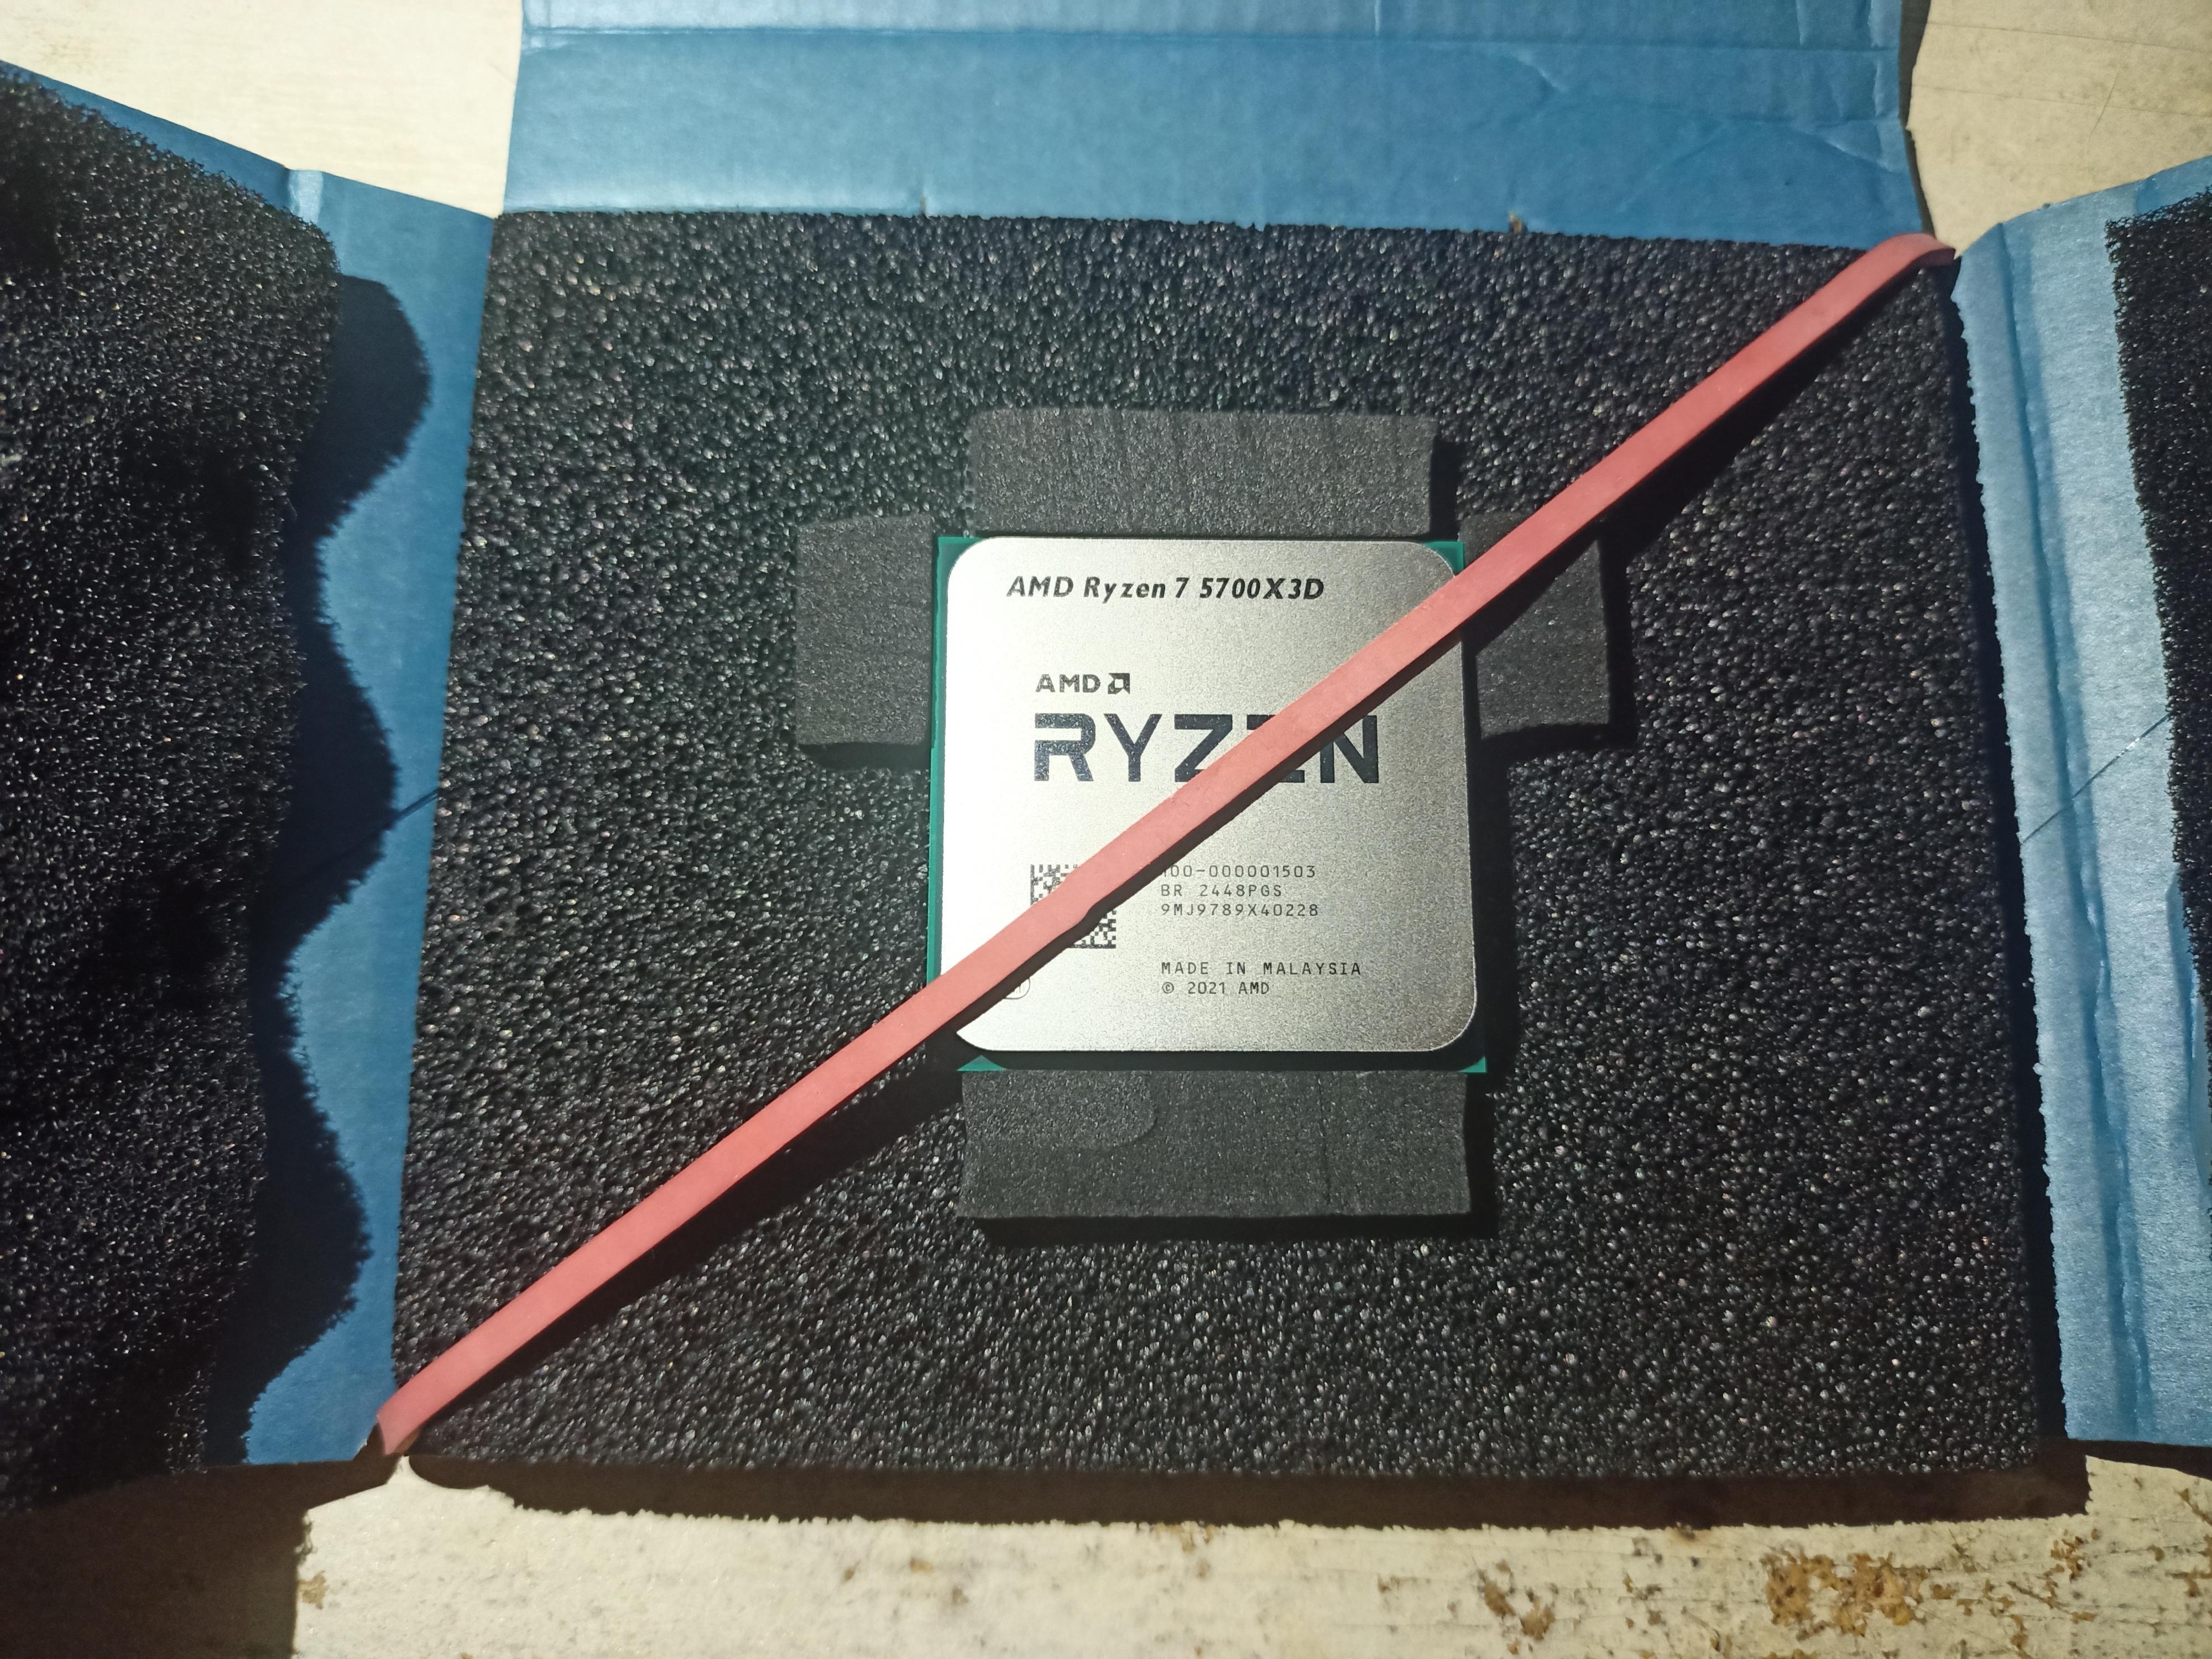 AMD Ryzen 7 5700X3D
AMD
RYZEN
100-000001503
BR 2448PGS
9MJ9789X40228
MADE IN MALAYSIA
© 2021 AMD